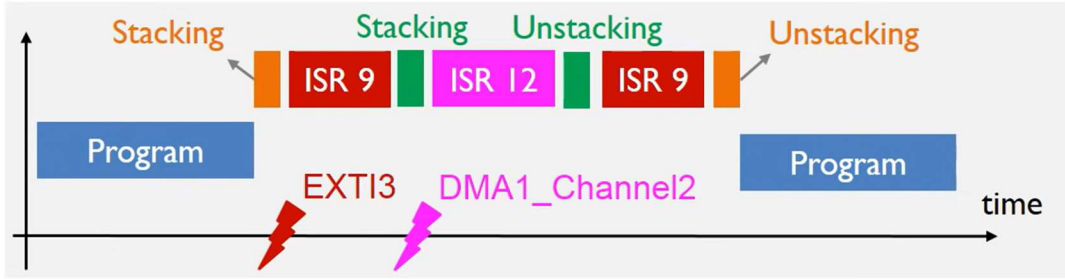 Stacking
Stacking
Unstacking
Unstacking
ISR 9
ISR 12
ISR 9
Program
Program
EXTI3
DMA1_Channel2
time